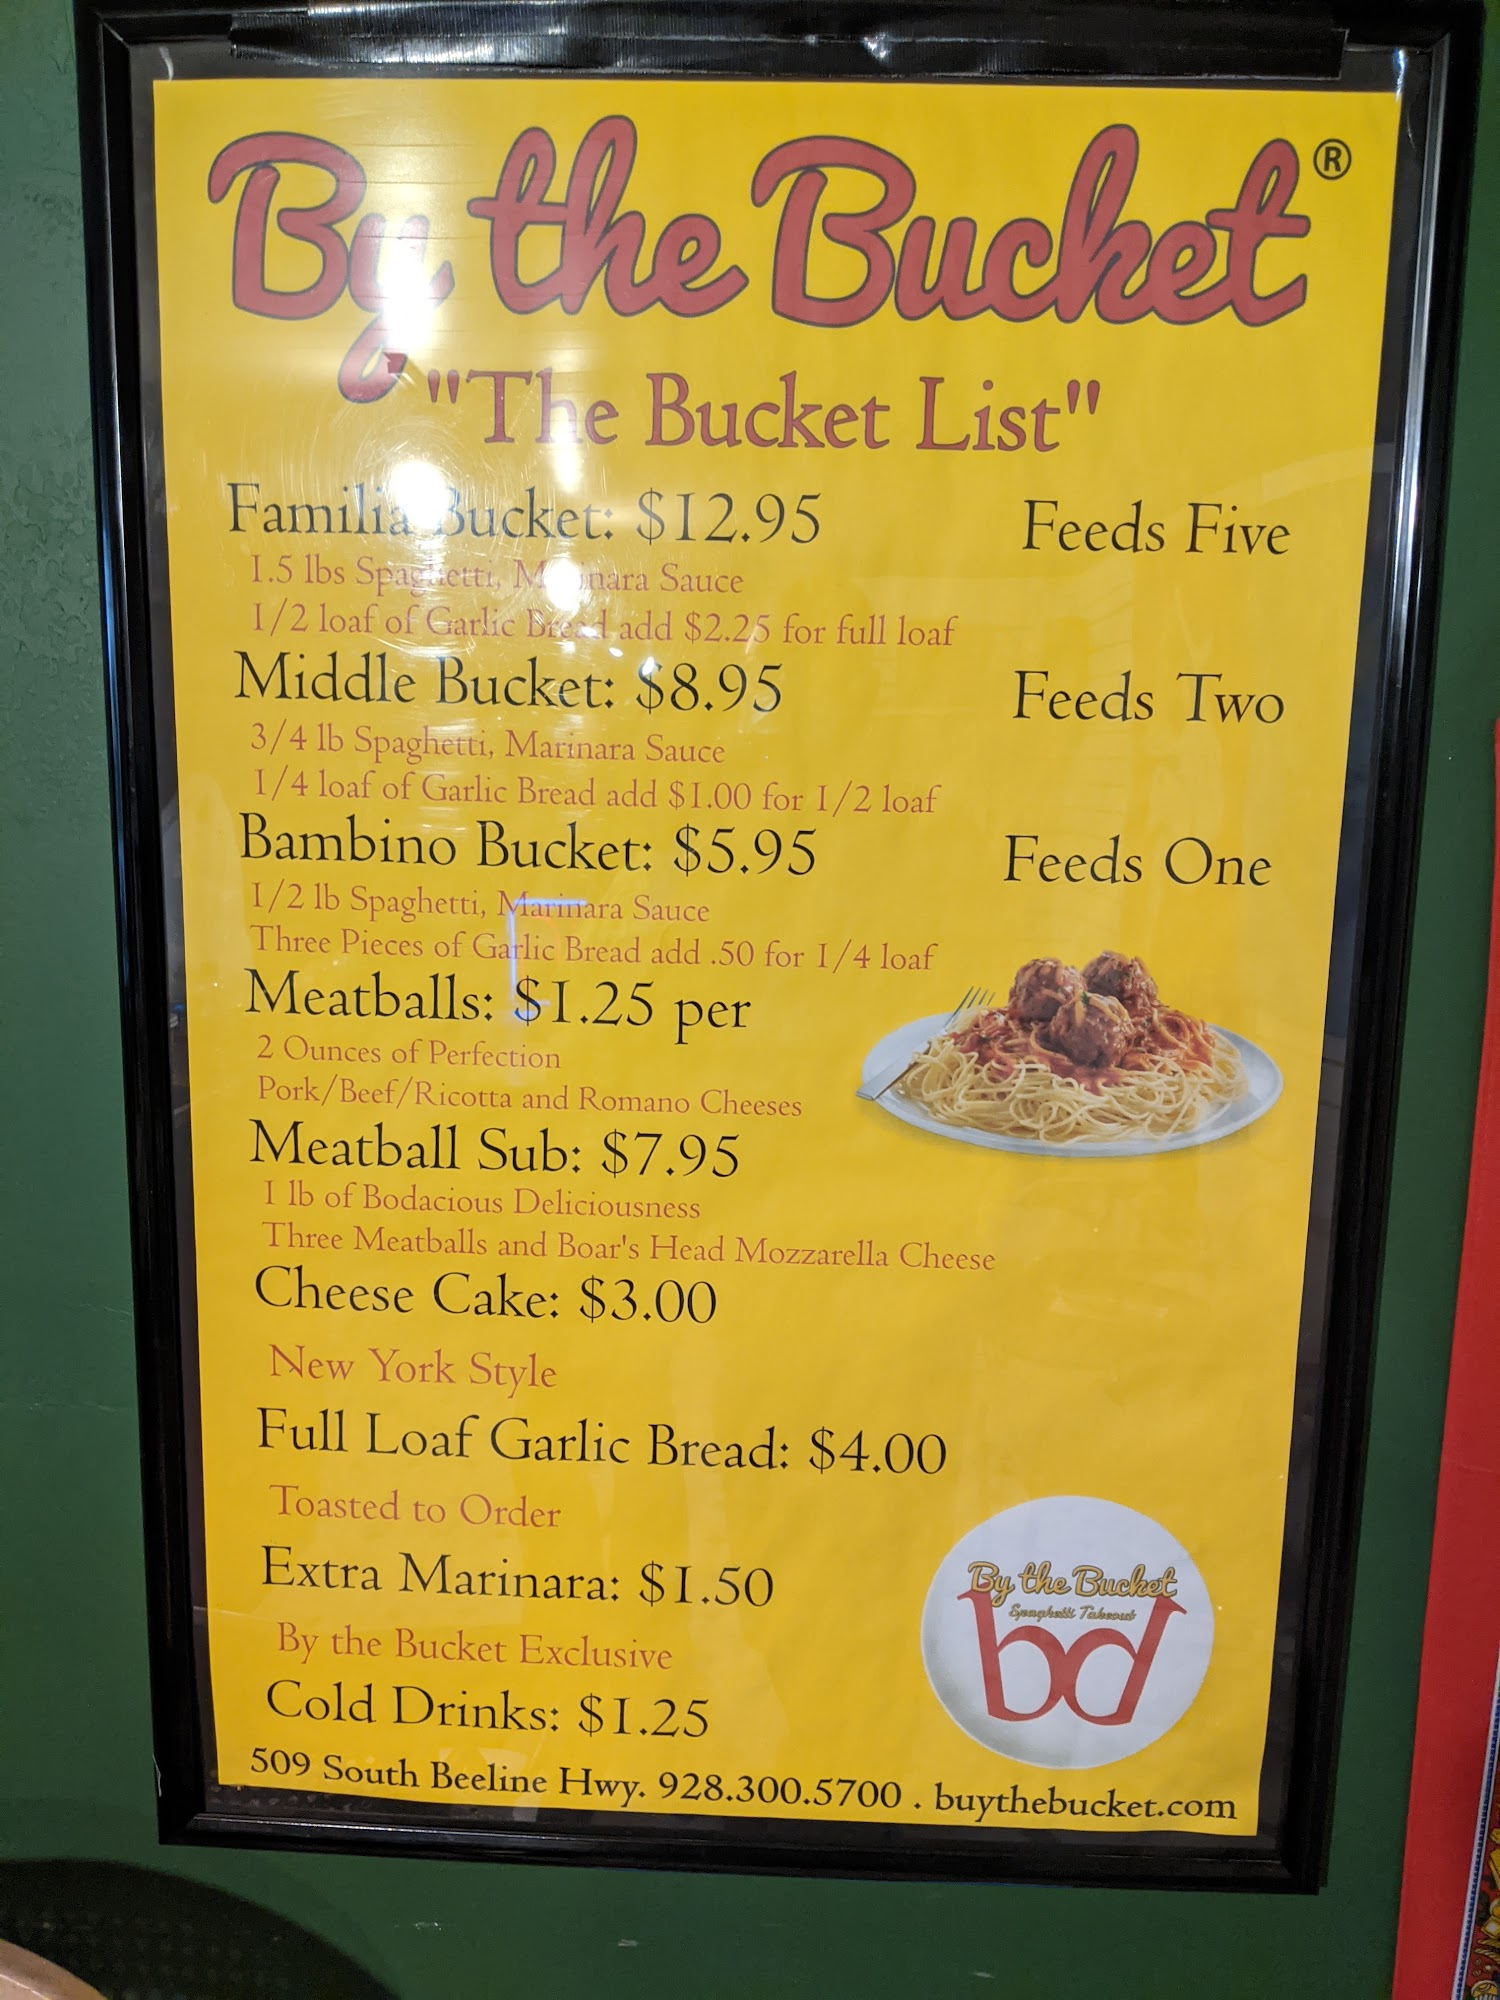 By the Bucket®
"The Bucket List"
Familia Bucket: $12.95 Feeds Five
1.5 lbs Spaghetti, Marinara Sauce
1/2 loaf of Garlic Bread add $2.25 for full loaf
Middle Bucket: $8.95 Feeds Two
3/4 lb Spaghetti, Marinara Sauce
1/4 loaf of Garlic Bread add $1.00 for 1/2 loaf
Bambino Bucket: $5.95 Feeds One
1/2 lb Spaghetti, Marinara Sauce
Three Pieces of Garlic Bread add .50 for 1/4 loaf
Meatballs: $1.25 per
2 Ounces of Perfection
Pork/Beef/Ricotta and Romano Cheeses
Meatball Sub: $7.95
1 lb of Bodacious Deliciousness
Three Meatballs and Boar's Head Mozzarella Cheese
Cheese Cake: $3.00
New York Style
Full Loaf Garlic Bread: $4.00
Toasted to Order
Extra Marinara: $1.50
By the Bucket Exclusive
Cold Drinks: $1.25
By the Bucket
Spaghetti Takeout
bd
509 South Beeline Hwy. 928.300.5700 . buythebucket.com